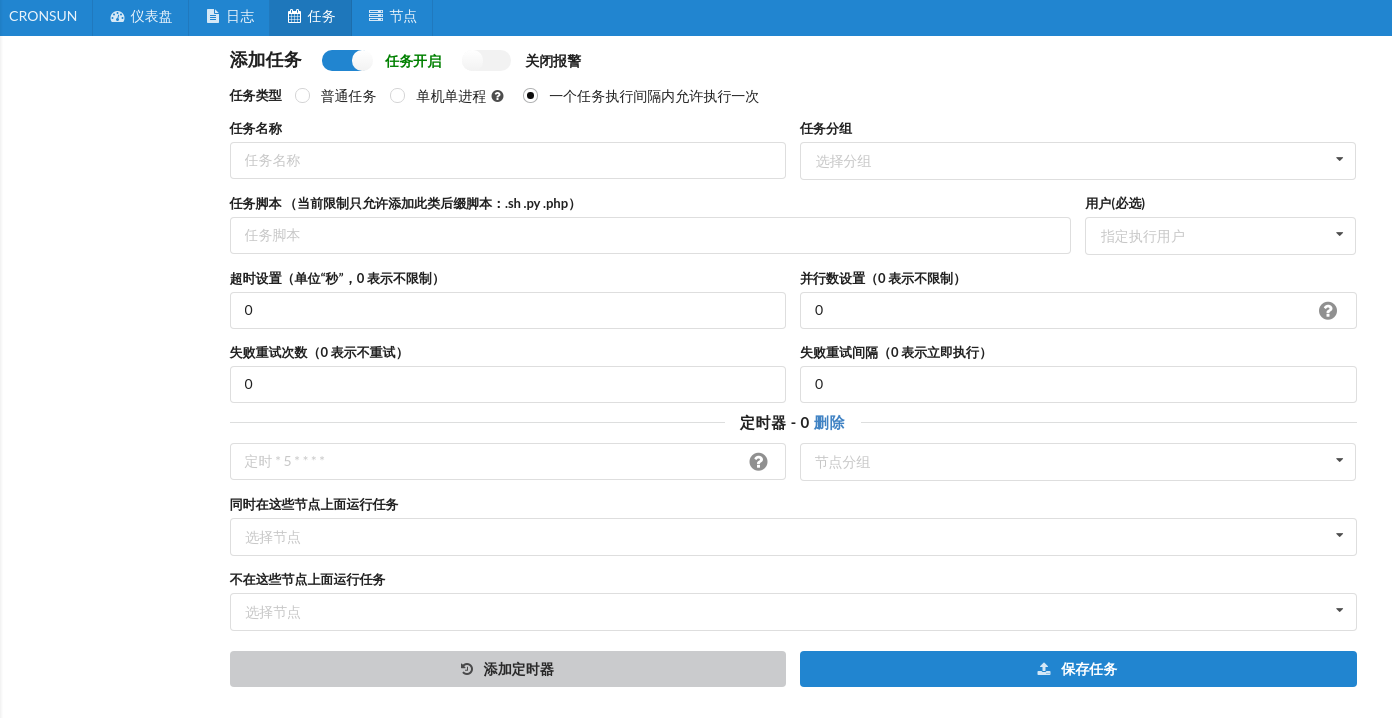 CRONSUN 仪表盘 日志 任务 节点
添加任务 任务开启 关闭报警
任务类型 普通任务 单机单进程 一个任务执行间隔内允许执行一次
任务名称 任务分组
任务名称 选择分组
任务脚本 （当前限制只允许添加此类后缀脚本：.sh .py .php） 用户(必选)
任务脚本 指定执行用户
超时设置（单位“秒”，0 表示不限制） 并行数设置（0 表示不限制）
0 0
失败重试次数（0 表示不重试） 失败重试间隔（0 表示立即执行）
0 0
定时器 - 0 删除
定时 * 5 * * * * 节点分组
同时在这些节点上面运行任务
选择节点
不在这些节点上面运行任务
选择节点
添加定时器 保存任务